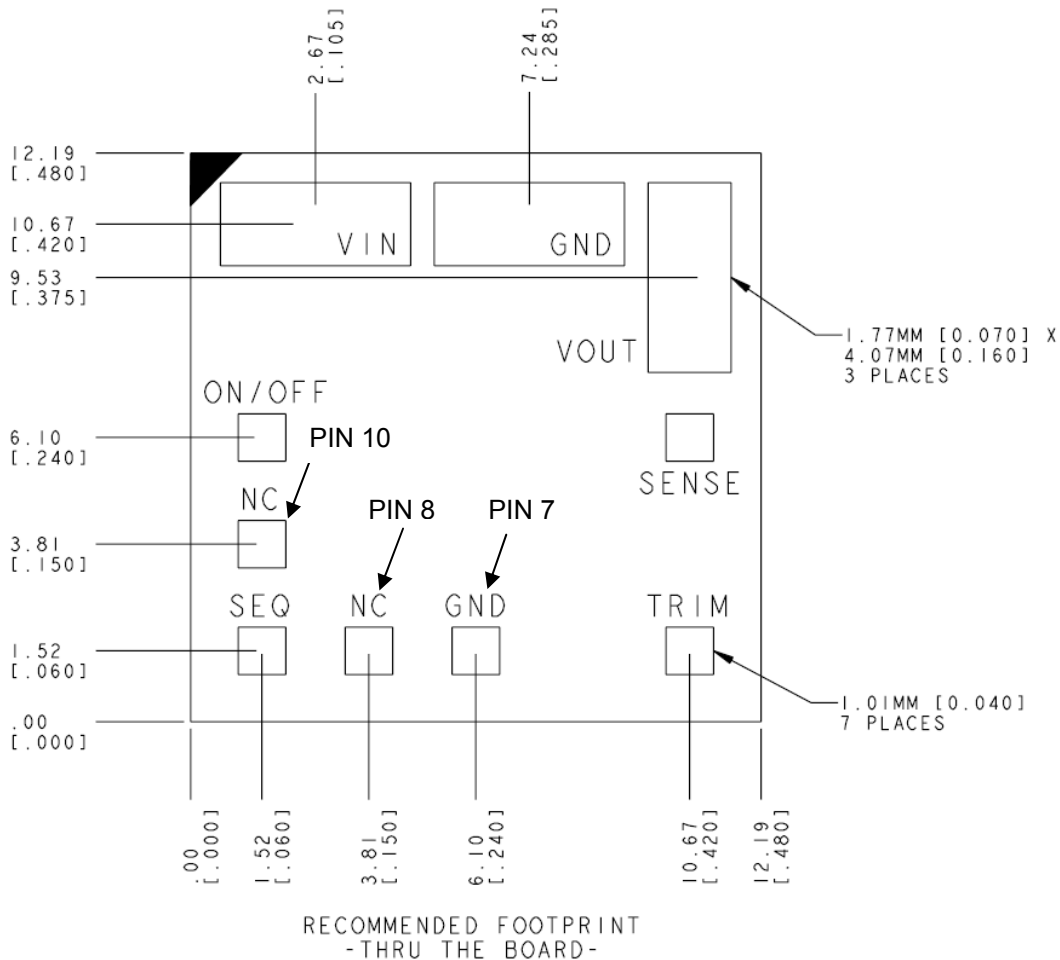 2.67
[.105]
7.24
[.285]
12.19
[.480]
10.67
[.420]
VIN
GND
9.53
[.375]
1.77MM [0.070] X
4.07MM [0.160]
3 PLACES
VOUT
ON/OFF
6.10
[.240]
PIN 10
SENSE
NC
PIN 8
PIN 7
3.81
[.150]
SEQ
NC
GND
TRIM
1.52
[.060]
1.01MM [0.040]
7 PLACES
.00
[.000]
.00
[.000]
1.52
[.060]
3.81
[.150]
6.10
[.240]
10.67
[.420]
12.19
[.480]
RECOMMENDED FOOTPRINT
-THRU THE BOARD-